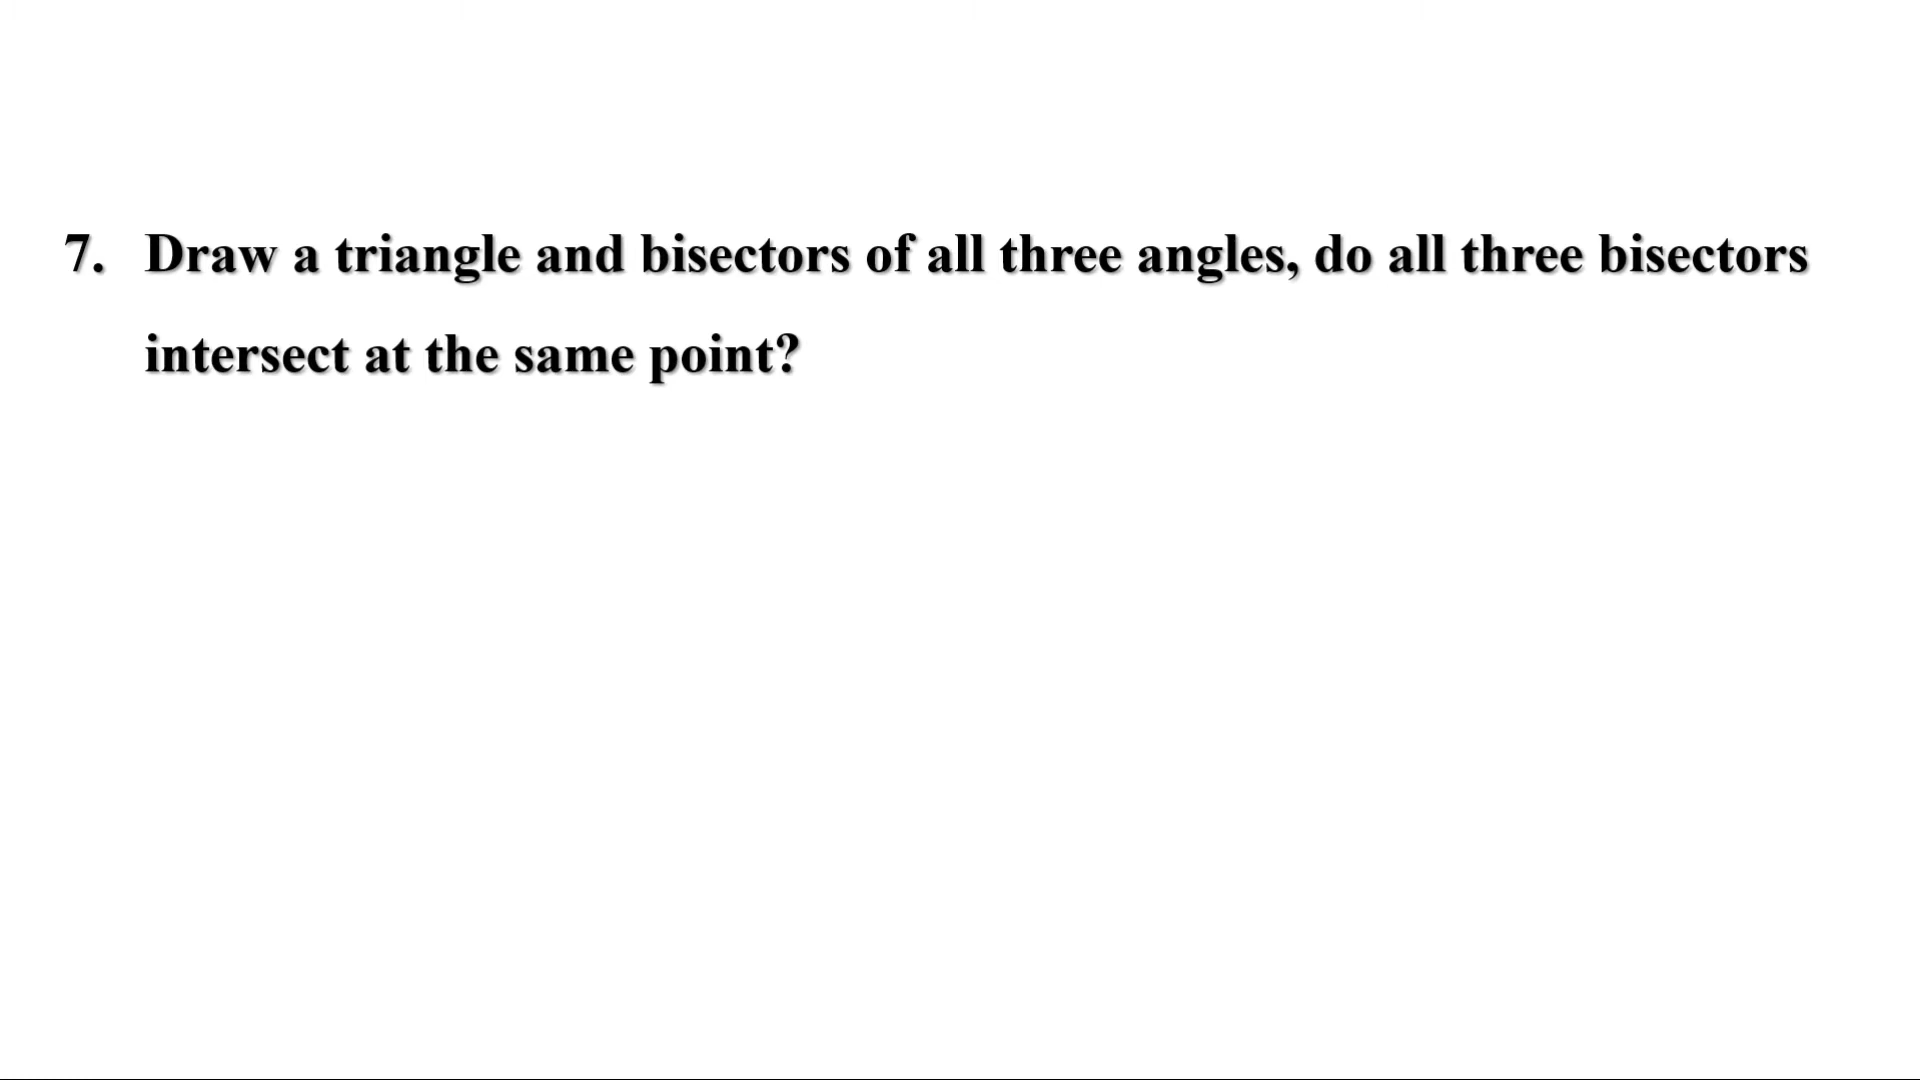 7. Draw a triangle and bisectors of all three angles, do all three bisectors
intersect at the same point?